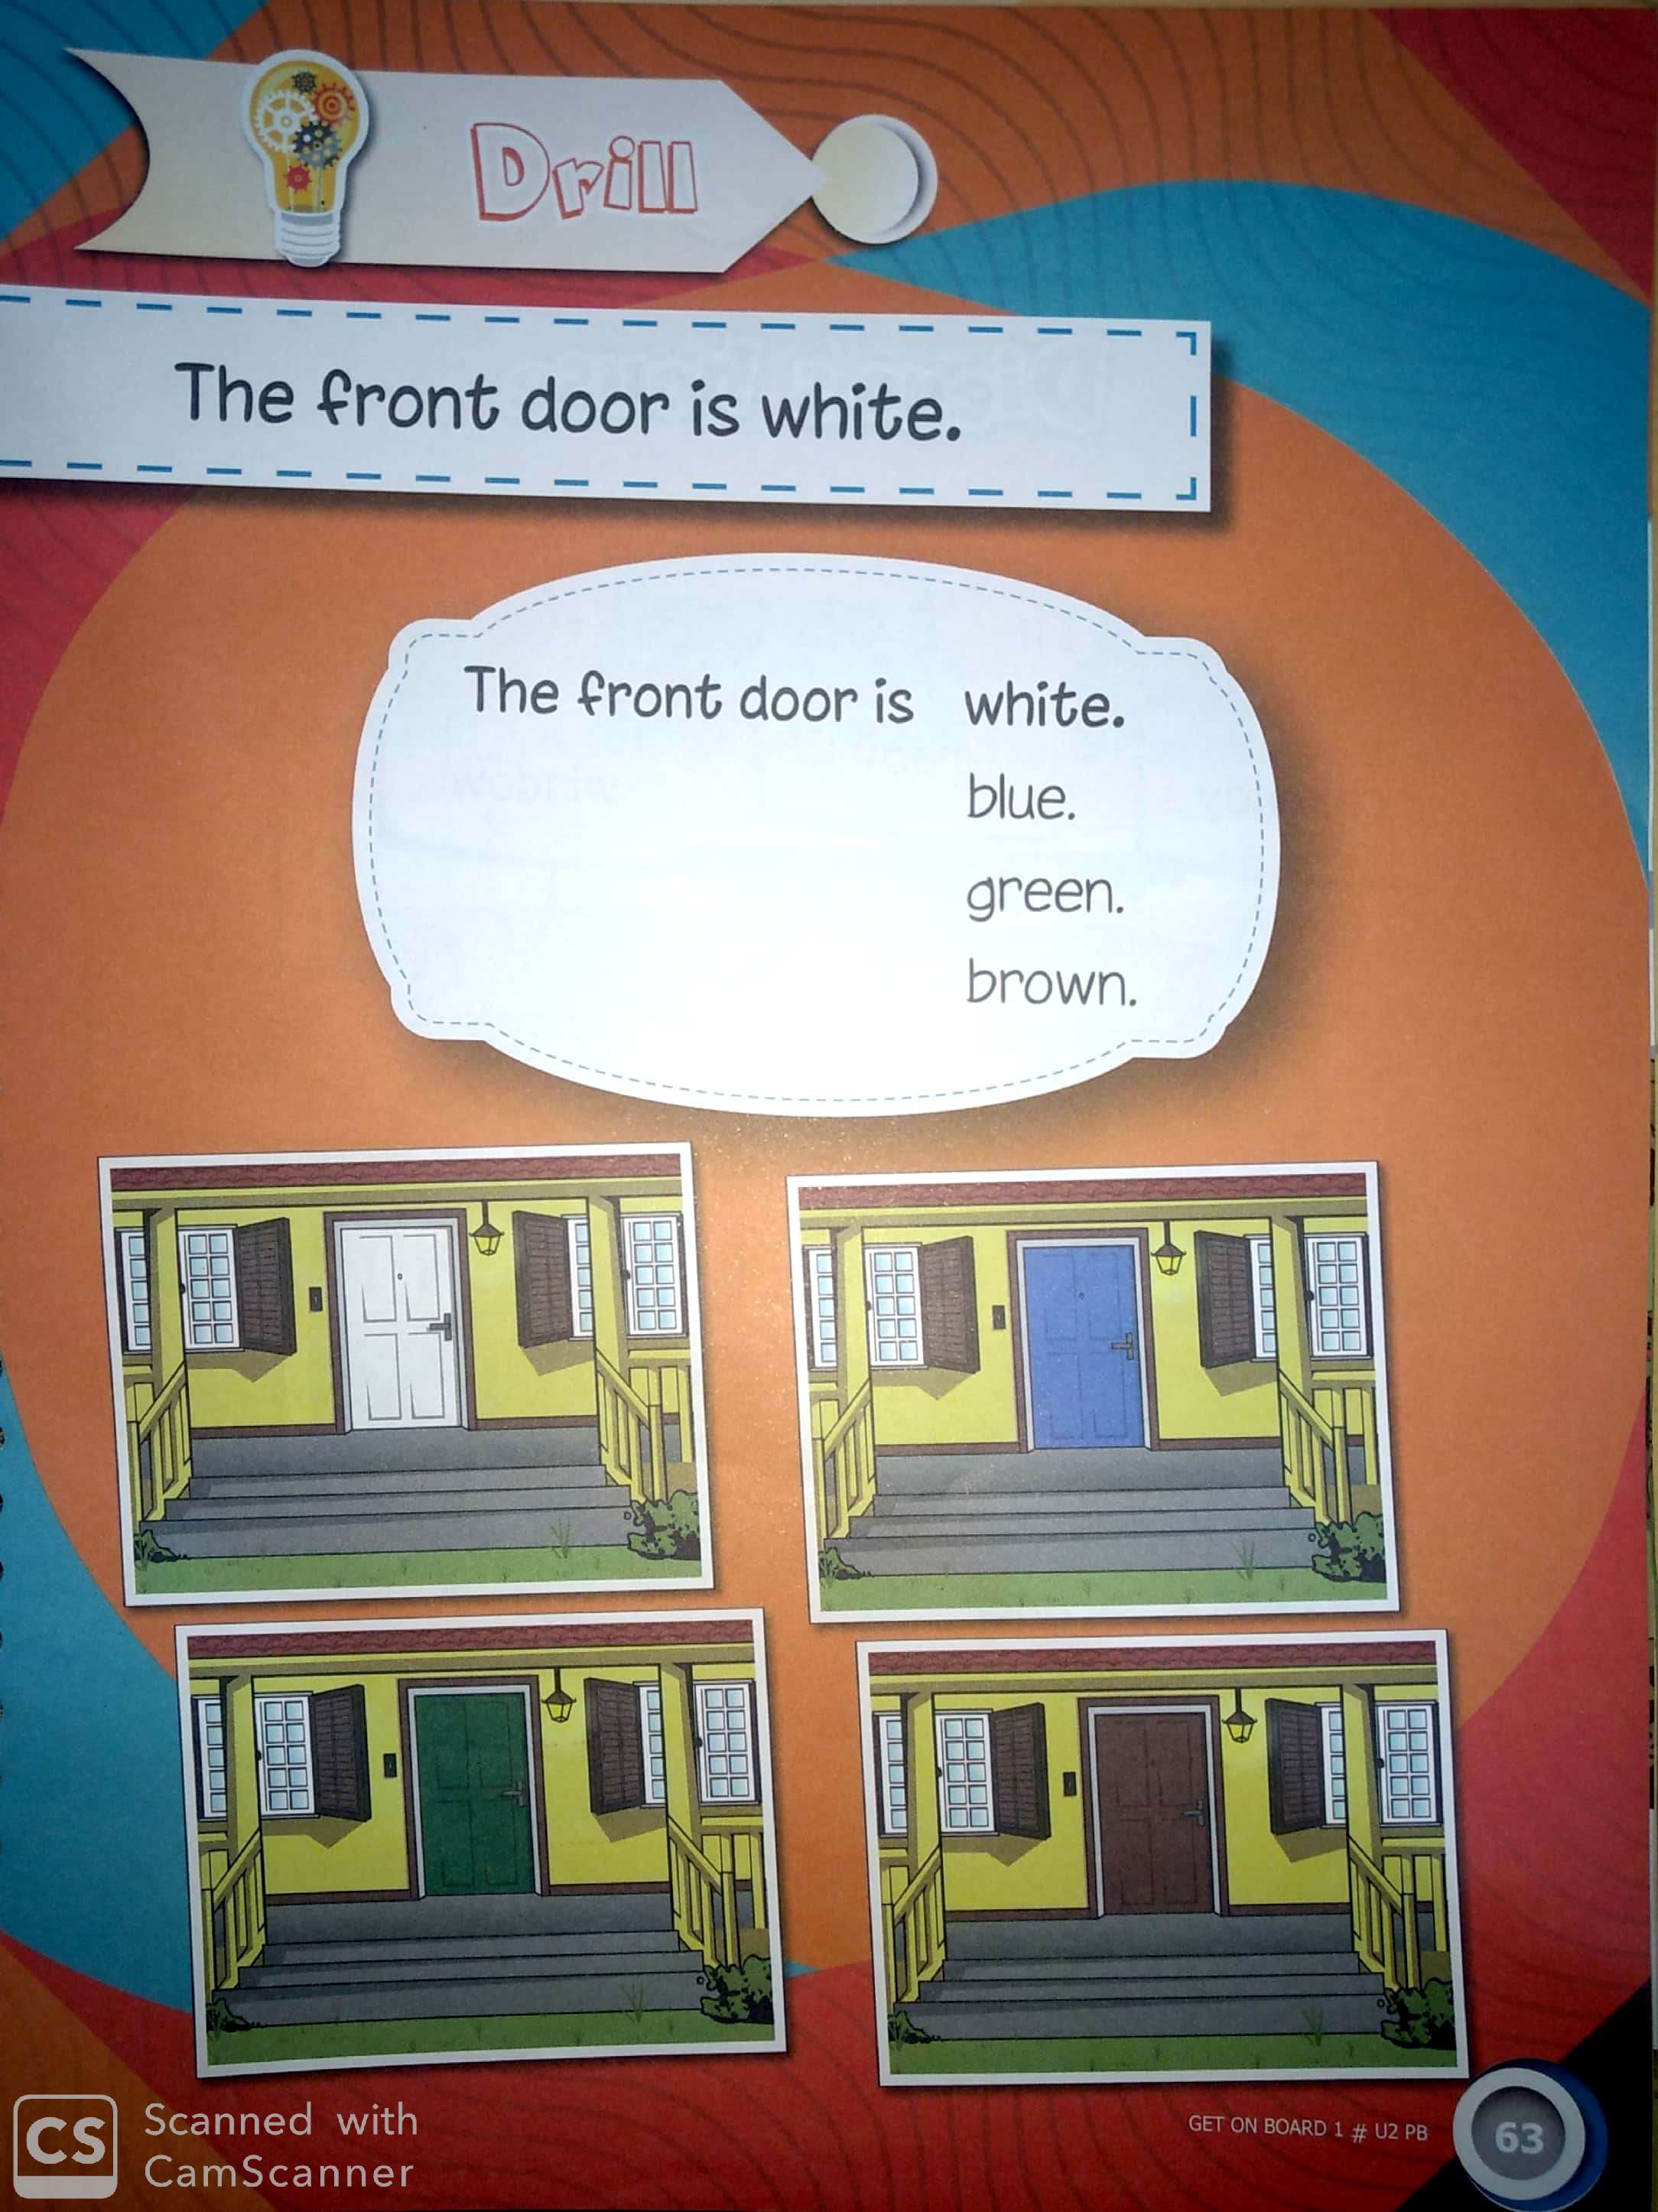 Drill
The front door is white.
The front door is white.
blue.
green.
brown.
GET ON BOARD 1 # U2 PB
63
CS Scanned with
CamScanner